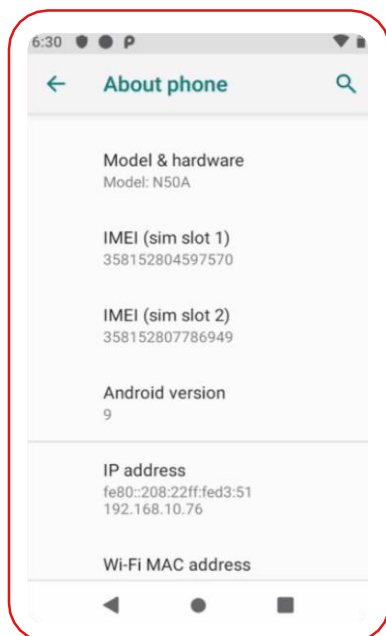 6:30
About phone
Model & hardware
Model: N50A
IMEI (sim slot 1)
358152804597570
IMEI (sim slot 2)
358152807786949
Android version
9
IP address
fe80::208:22ff:fed3:51
192.168.10.76
Wi-Fi MAC address